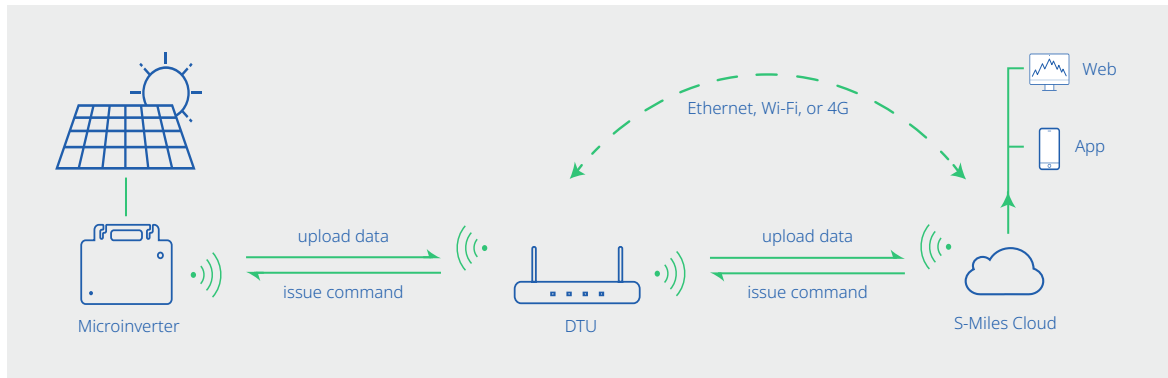 Web
Ethernet, Wi-Fi, or 4G
App
upload data
upload data
issue command
issue command
Microinverter
DTU
S-Miles Cloud